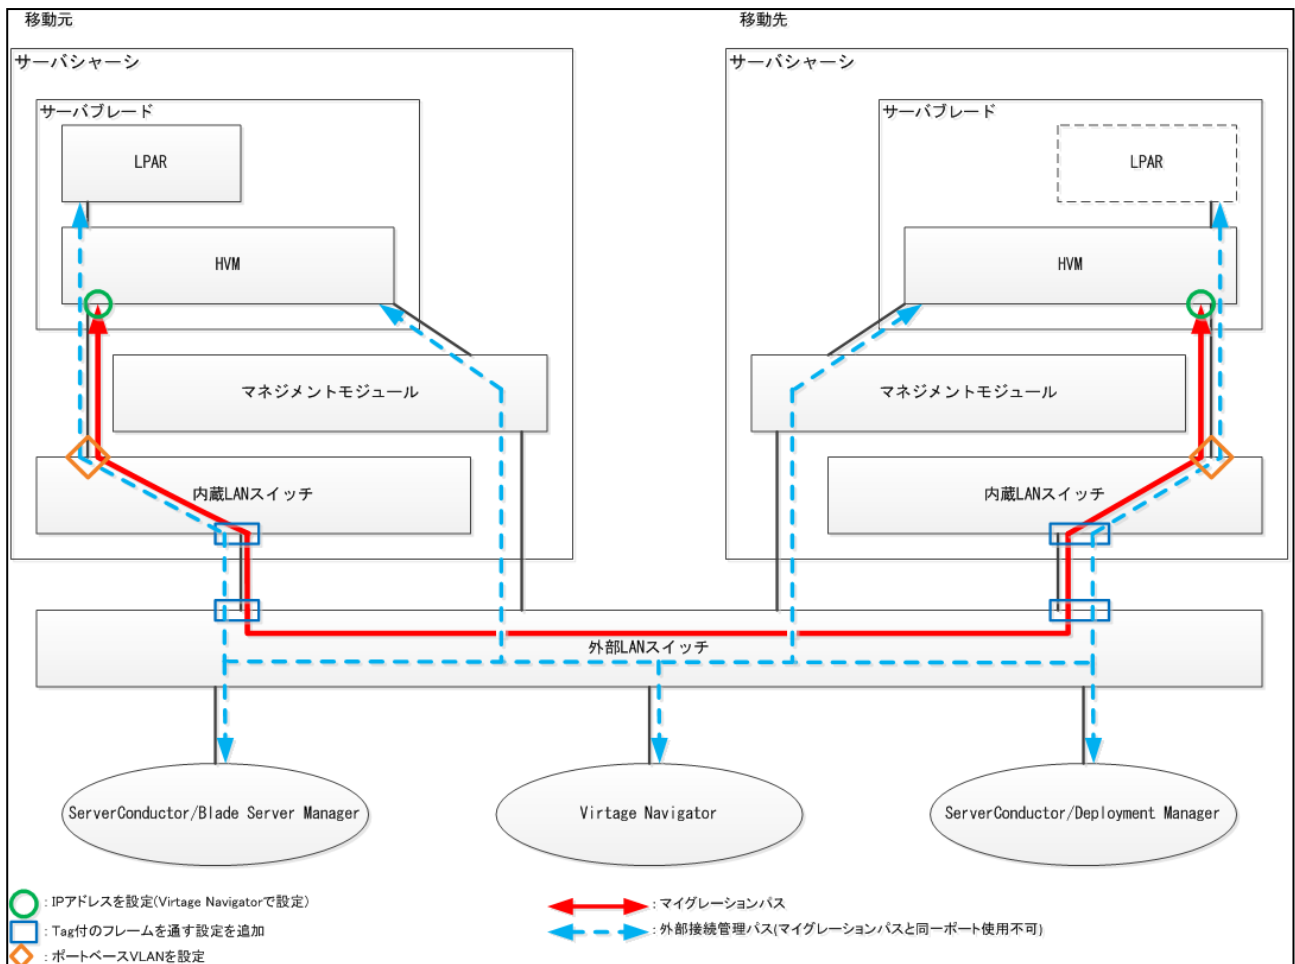 移動元
移動先
サーバシャーシ
サーバシャーシ
サーバブレード
サーバブレード
LPAR
LPAR
HVM
HVM
マネジメントモジュール
マネジメントモジュール
内蔵LANスイッチ
内蔵LANスイッチ
外部LANスイッチ
ServerConductor/Blade Server Manager
Virtage Navigator
ServerConductor/Deployment Manager
: IPアドレスを設定(Virtage Navigatorで設定)
: Tag付のフレームを通す設定を追加
: ポートベースVLANを設定
: マイグレーションパス
: 外部接続管理パス(マイグレーションパスと同一ポート使用不可)